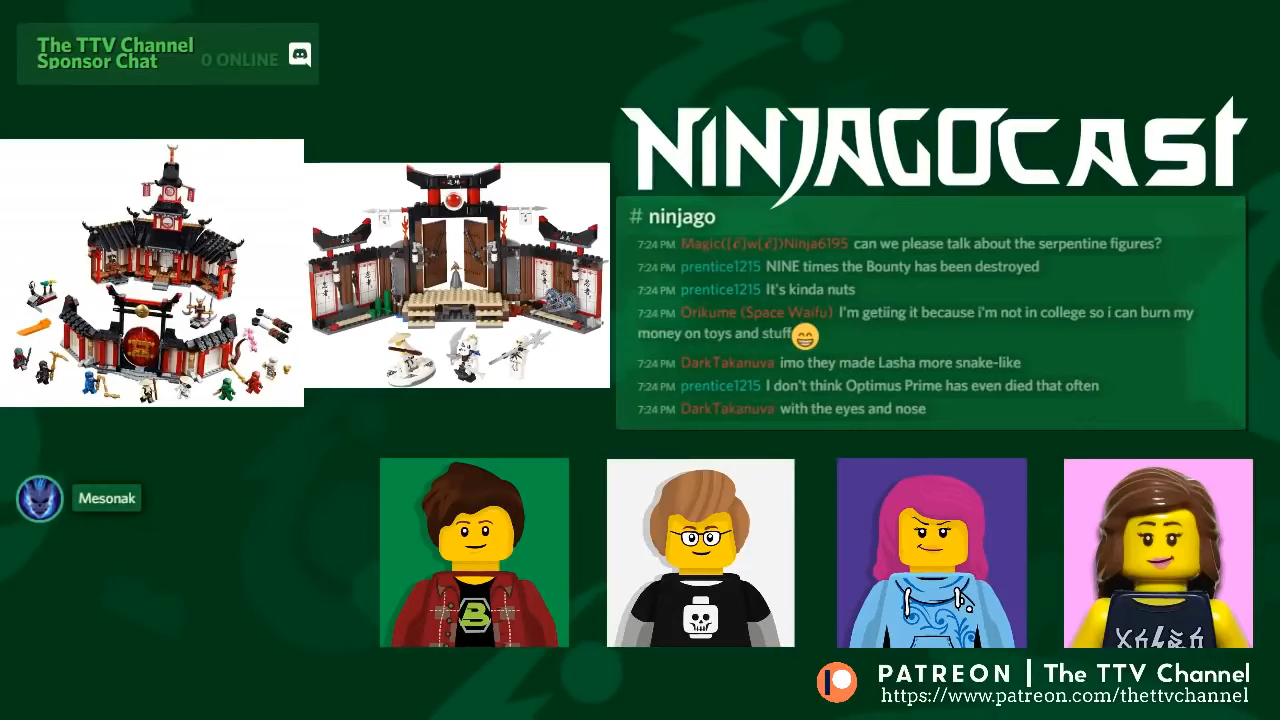 The TTV Channel
Sponsor Chat
0 ONLINE
NINJAGOCAST
# ninjago
7:24 PM Magic([ℰ]w[ℰ])Ninja6195 can we please talk about the serpentine figures?
7:24 PM prentice1215 NINE times the Bounty has been destroyed
7:24 PM prentice1215 It's kinda nuts
7:24 PM Orikume (Space Waifu) I'm getiing it because i'm not in college so i can burn my
money on toys and stuff😄
7:24 PM DarkTakanuva imo they made Lasha more snake-like
7:24 PM prentice1215 I don't think Optimus Prime has even died that often
7:24 PM DarkTakanuva with the eyes and nose
Mesonak
B
PATREON | The TTV Channel
https://www.patreon.com/thettvchannel